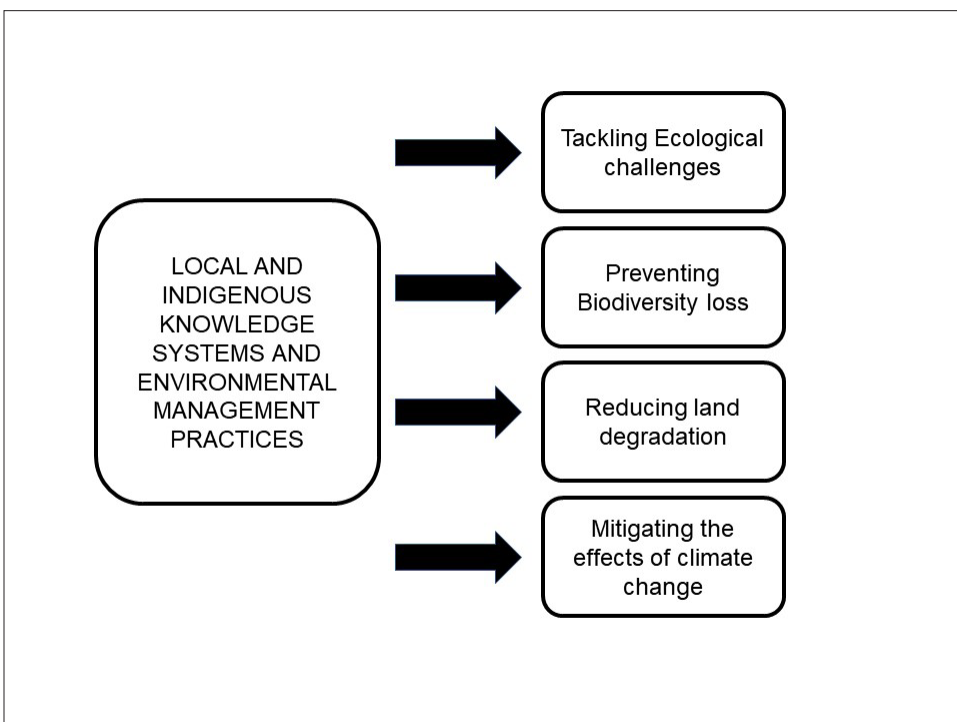 LOCAL AND
INDIGENOUS
KNOWLEDGE
SYSTEMS AND
ENVIRONMENTAL
MANAGEMENT
PRACTICES
Tackling Ecological
challenges
Preventing
Biodiversity loss
Reducing land
degradation
Mitigating the
effects of climate
change